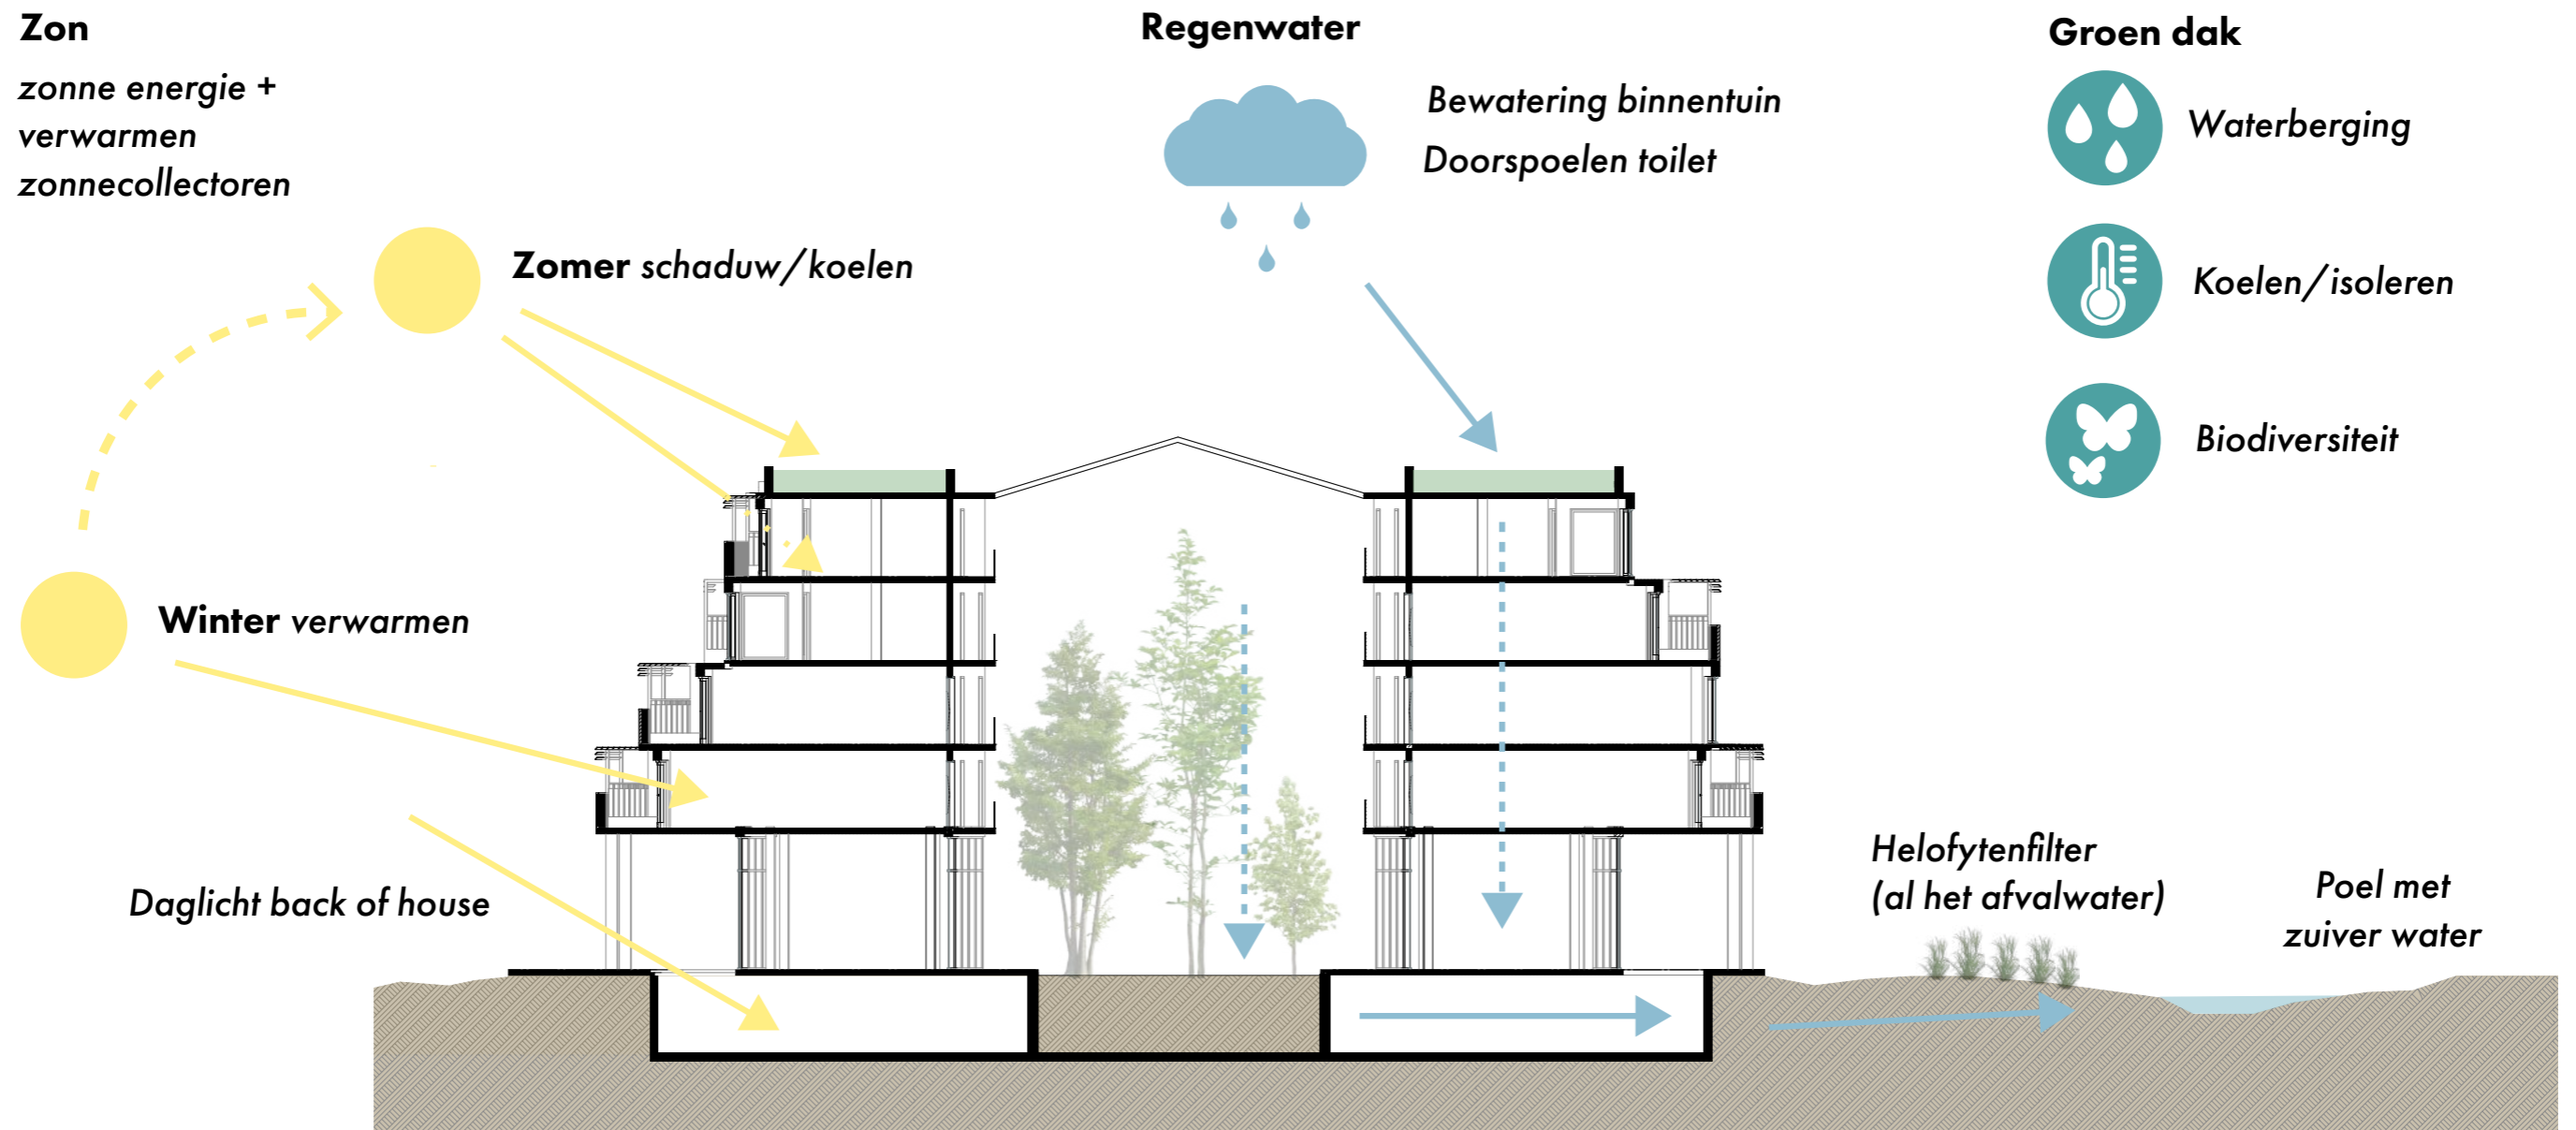 Zon
zonne energie +
verwarmen
zonnecollectoren
Zomer schaduw/koelen
Winter verwarmen
Daglicht back of house
Regenwater
Bewatering binnentuin
Doorspoelen toilet
Groen dak
Waterberging
Koelen/isoleren
Biodiversiteit
Helofytenfilter
(al het afvalwater)
Poel met
zuiver water